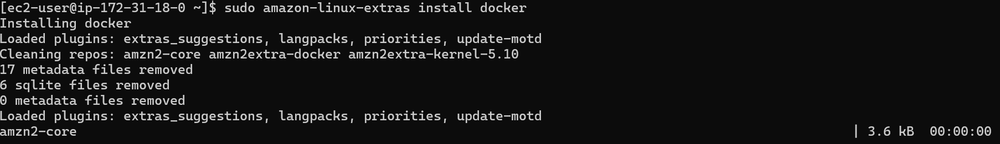 [ec2-user@ip-172-31-18-0 ~]$ sudo amazon-linux-extras install docker
Installing docker
Loaded plugins: extras_suggestions, langpacks, priorities, update-motd
Cleaning repos: amzn2-core amzn2extra-docker amzn2extra-kernel-5.10
17 metadata files removed
6 sqlite files removed
0 metadata files removed
Loaded plugins: extras_suggestions, langpacks, priorities, update-motd
amzn2-core | 3.6 kB 00:00:00